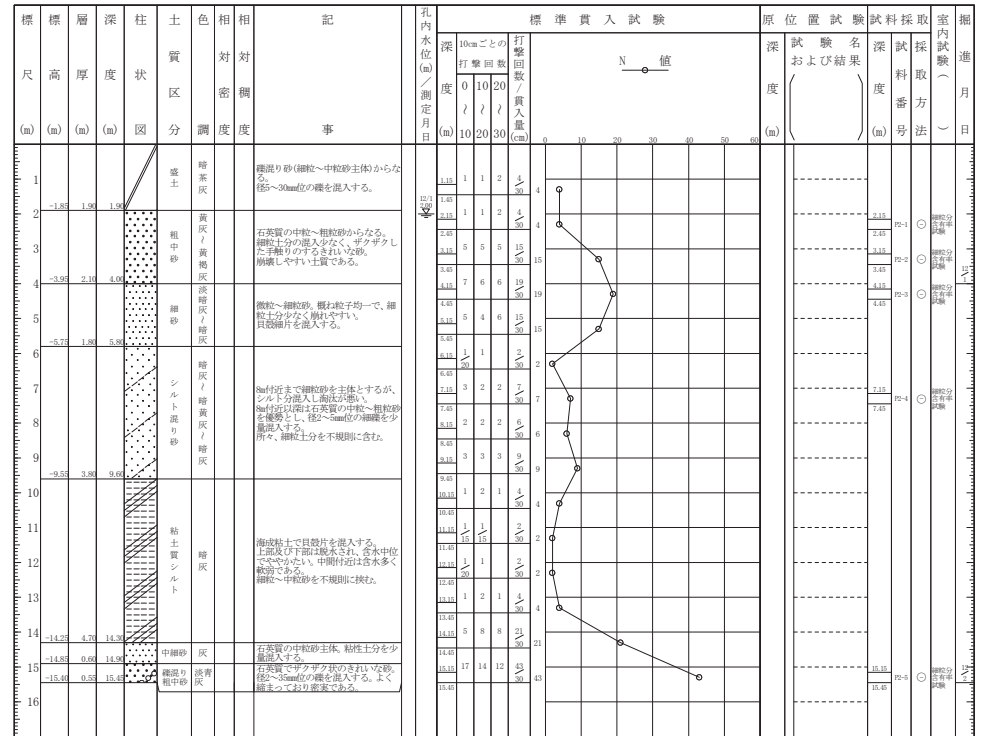 標尺(m) 標高(m) 層厚(m) 深度(m) 柱状図 土質区分 色調 相対密度 相対稠度 記事 孔内水位(m)／測定月日 標準貫入試験 原位置試験 試料採取 室内試験( ) 掘進月日
深度(m) 10cmごとの打撃回数 打撃回数/貫入量(cm) N 値 深度(m) 試験名および結果 深度(m) 試料番号 採取方法
0〜10 10〜20 20〜30
0 10 20 30 40 50 60
1
2
3
4
5
6
7
8
9
10
11
12
13
14
15
16
-1.85 1.90 1.90
盛土
暗茶灰
礫混り砂(細粒〜中粒砂主体)からなる。
径5〜30mm位の礫を混入する。
-3.95 2.10 4.00
粗中砂
黄灰〜黄褐灰
石英質の中粒〜粗粒砂からなる。
細粒土分の混入少なく、ザクザクした手触りのするきれいな砂。
崩壊しやすい土質である。
-5.75 1.80 5.80
細砂
淡暗灰〜暗灰
微粒〜細粒砂。概ね粒子均一で、細粒土分少なく崩れやすい。
貝殻細片を混入する。
-9.55 3.80 9.60
シルト混り砂
暗灰〜暗黄灰〜暗灰
8m付近まで細粒砂を主体とするが、シルト分混入し淘汰が悪い。
8m付近以深は石英質の中粒〜粗粒砂を優勢とし、径2〜5mm位の細礫を少量混入する。
所々、細粒土分を不規則に含む。
-14.25 4.70 14.30
粘土質シルト
暗灰
海成粘土で貝殻片を混入する。
上部及び下部は脱水され、含水中位でややかたい。中間付近は含水多く軟弱である。
細粒〜中粒砂を不規則に挟む。
-14.85 0.60 14.90
中細砂
灰
石英質の中粒砂主体。粘性土分を少量混入する。
-15.40 0.55 15.45
礫混り粗中砂
淡青灰
石英質でザクザク状のきれいな砂。
径2〜35mm位の礫を混入する。よく締まっており密実である。
12/1
2.00
1.15 1 1 2 4/30 4
1.45
2.15 1 1 2 4/30 4
2.45
3.15 5 5 5 15/30 15
3.45
4.15 7 6 6 19/30 19
4.45
5.15 5 4 6 15/30 15
5.45
6.15 1/20 1 2/30 2
6.45
7.15 3 2 2 7/30 7
7.45
8.15 2 2 2 6/30 6
8.45
9.15 3 3 3 9/30 9
9.45
10.15 1 2 1 4/30 4
10.45
11.15 1/15 1/15 2/30 2
11.45
12.15 1/20 1 2/30 2
12.45
13.15 1 2 1 4/30 4
13.45
14.15 5 8 8 21/30 21
14.45
15.15 17 14 12 43/30 43
15.45
2.15 P2-1 細粒分含有率試験
2.45
3.15 P2-2 細粒分含有率試験
3.45
4.15 P2-3 細粒分含有率試験
4.45
7.15 P2-4 細粒分含有率試験
7.45
15.15 P2-5 細粒分含有率試験
15.45
12/1
12/2